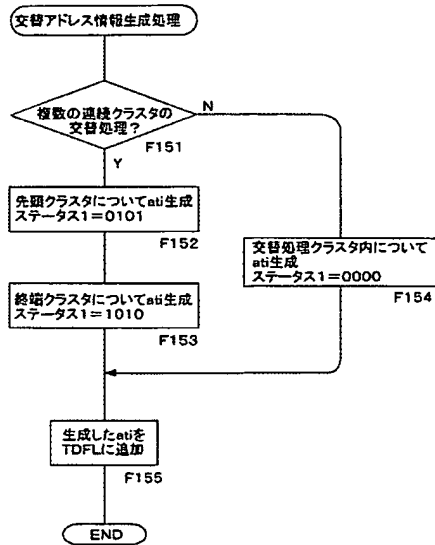 交替アドレス情報生成処理
複数の連続クラスタの
交替処理?
N
F151
Y
先頭クラスタについてati生成
ステータス1=0101
F152
交替処理クラスタ内について
ati生成
ステータス1=0000
F154
終端クラスタについてati生成
ステータス1=1010
F153
生成したatiを
TDFLに追加
F155
END